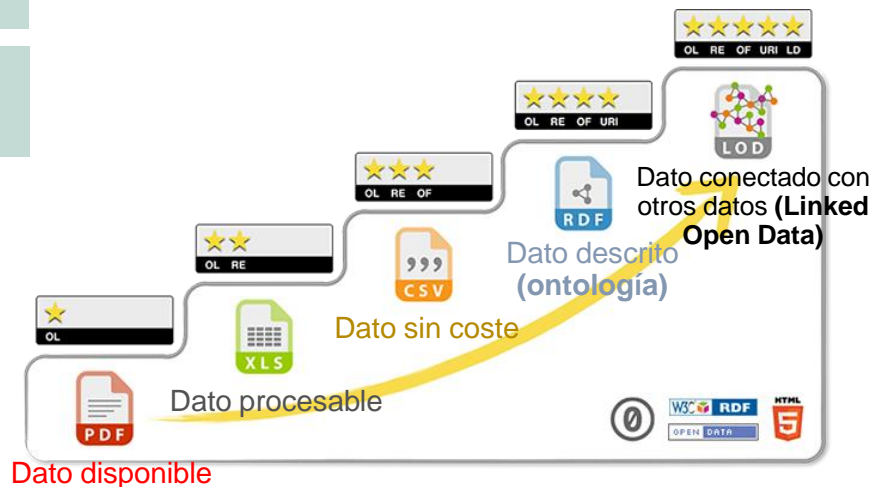 OL RE OF URI LD
OL RE OF URI
LOD
Dato conectado con
otros datos (Linked
Open Data)
OL RE OF
RDF
Dato descrito
(ontología)
OL RE
,,,
CSV
Dato sin coste
OL
XLS
Dato procesable
PDF
Dato disponible
0
W3C RDF
OPEN DATA
HTML
5